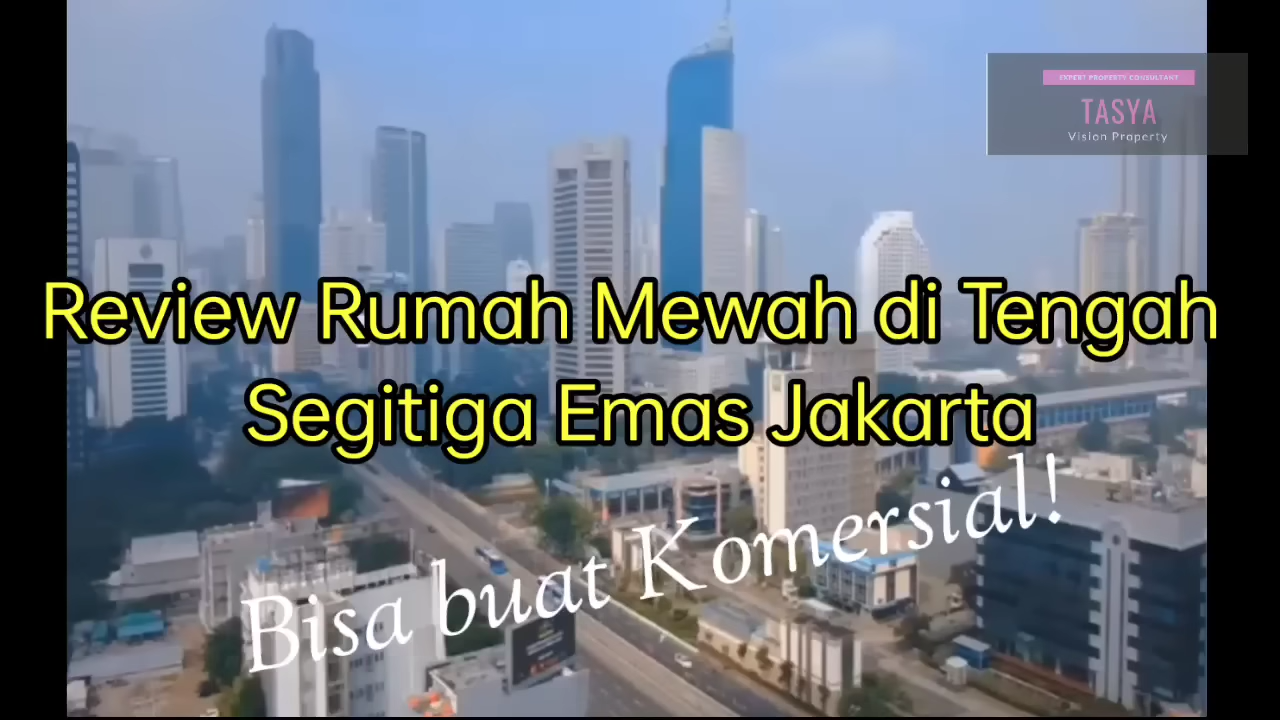 EXPERT PROPERTY CONSULTANT
TASYA
Vision Property
Review Rumah Mewah di Tengah
Segitiga Emas Jakarta
Bisa buat Komersial!